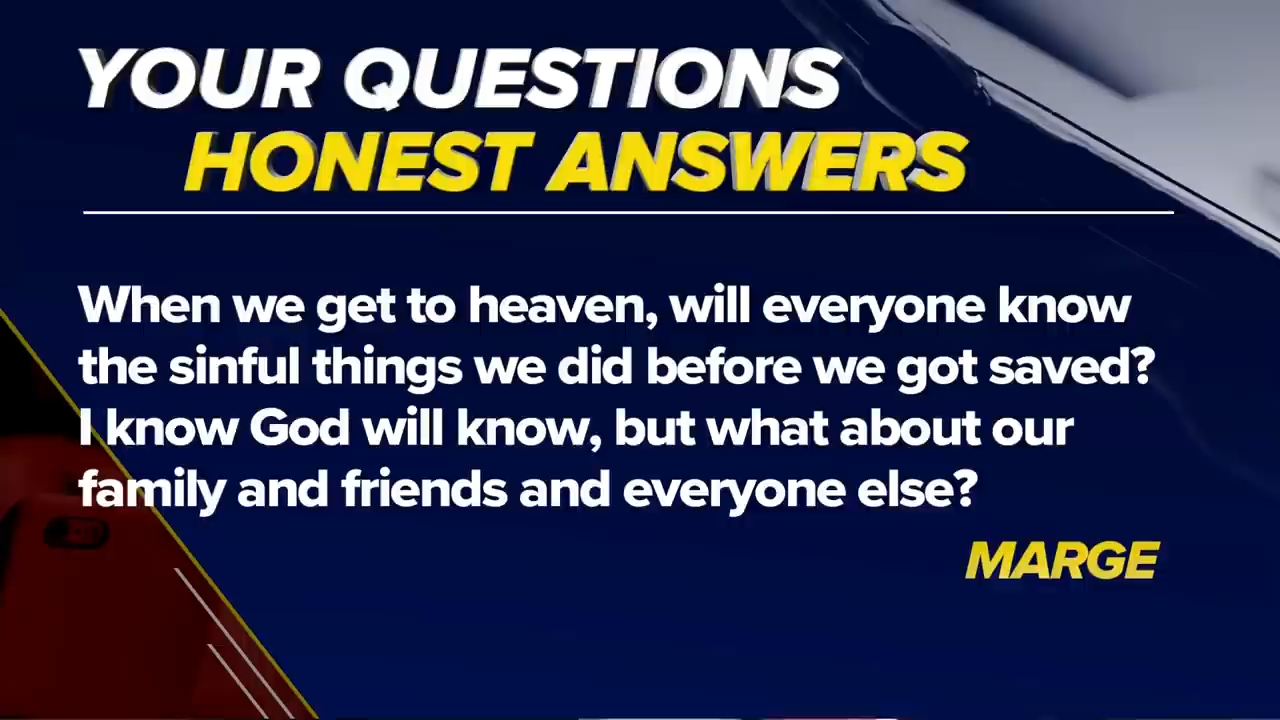 YOUR QUESTIONS
HONEST ANSWERS
When we get to heaven, will everyone know
the sinful things we did before we got saved?
I know God will know, but what about our
family and friends and everyone else?
MARGE